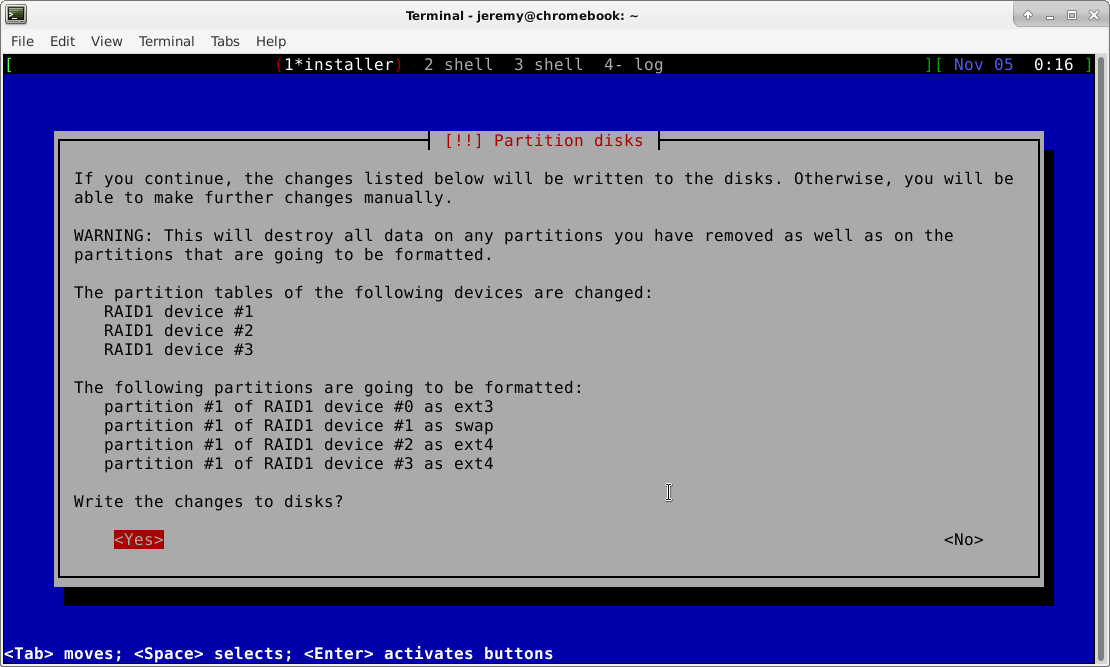 Terminal - jeremy@chromebook: ~
File Edit View Terminal Tabs Help
[ (1*installer) 2 shell 3 shell 4- log ][ Nov 05 0:16 ]
[!!] Partition disks
If you continue, the changes listed below will be written to the disks. Otherwise, you will be
able to make further changes manually.
WARNING: This will destroy all data on any partitions you have removed as well as on the
partitions that are going to be formatted.
The partition tables of the following devices are changed:
RAID1 device #1
RAID1 device #2
RAID1 device #3
The following partitions are going to be formatted:
partition #1 of RAID1 device #0 as ext3
partition #1 of RAID1 device #1 as swap
partition #1 of RAID1 device #2 as ext4
partition #1 of RAID1 device #3 as ext4
Write the changes to disks?
<Yes> <No>
<Tab> moves; <Space> selects; <Enter> activates buttons